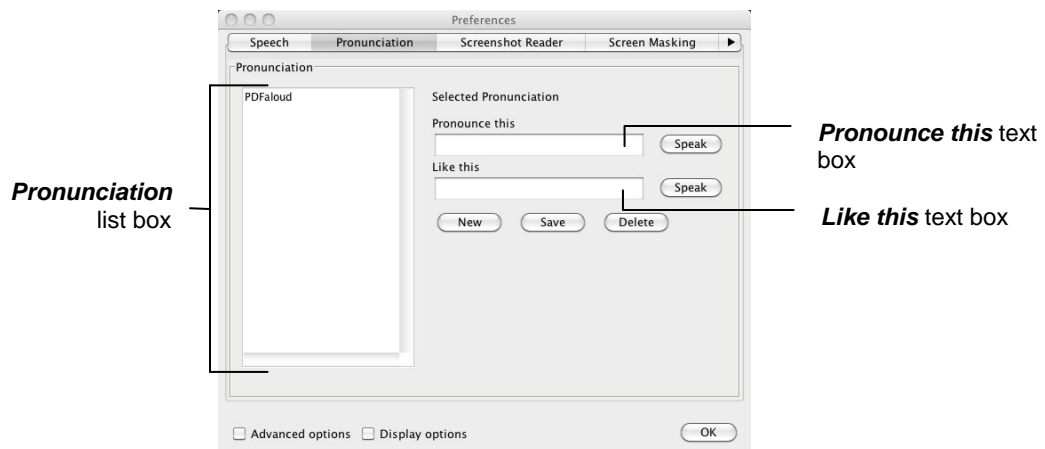 Preferences
Speech Pronunciation Screenshot Reader Screen Masking
Pronunciation
PDFaloud
Selected Pronunciation
Pronounce this
Speak
Like this
Speak
New Save Delete
Advanced options Display options OK
Pronunciation
list box
Pronounce this text
box
Like this text box